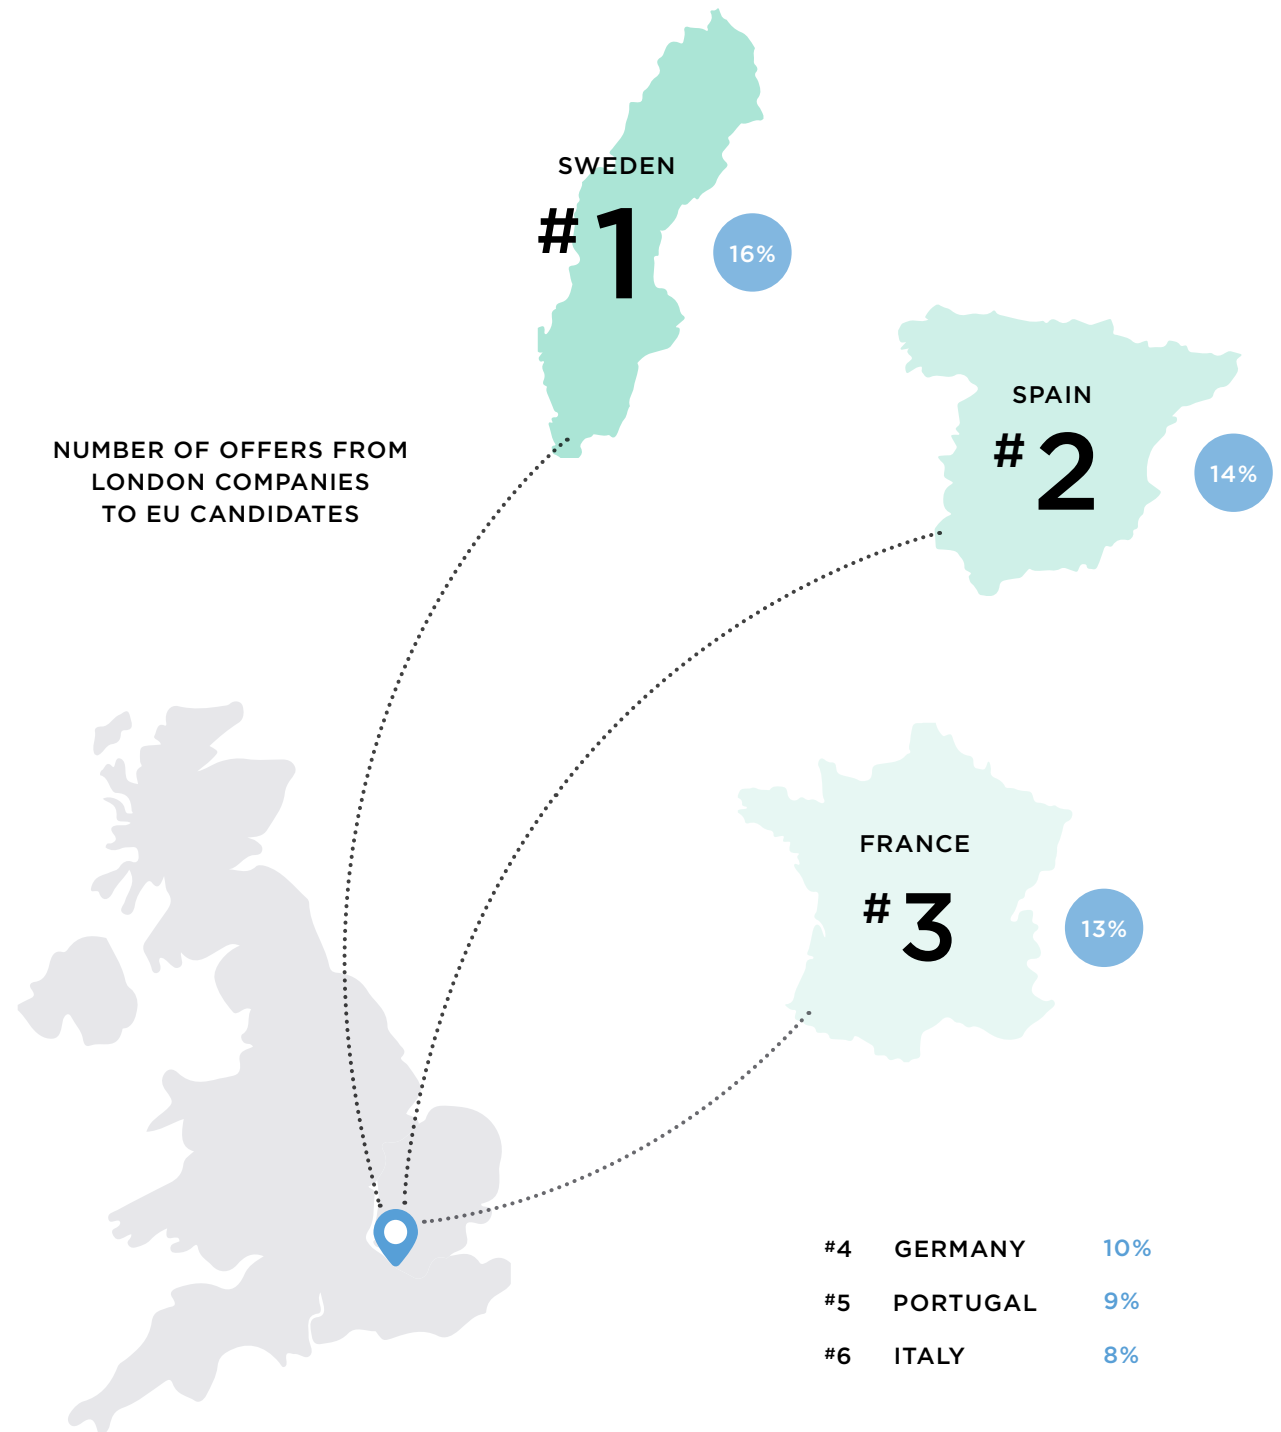 SWEDEN
#1
16%
SPAIN
#2
14%
NUMBER OF OFFERS FROM
LONDON COMPANIES
TO EU CANDIDATES
FRANCE
#3
13%
#4 GERMANY 10%
#5 PORTUGAL 9%
#6 ITALY 8%